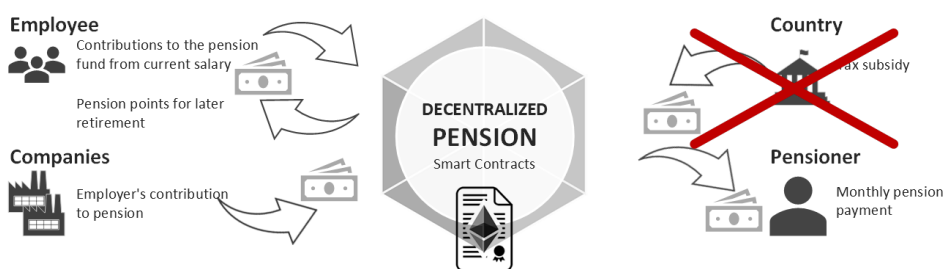 Employee
Contributions to the pension
fund from current salary
Pension points for later
retirement
Companies
Employer's contribution
to pension
DECENTRALIZED
PENSION
Smart Contracts
Country
Tax subsidy
Pensioner
Monthly pension
payment